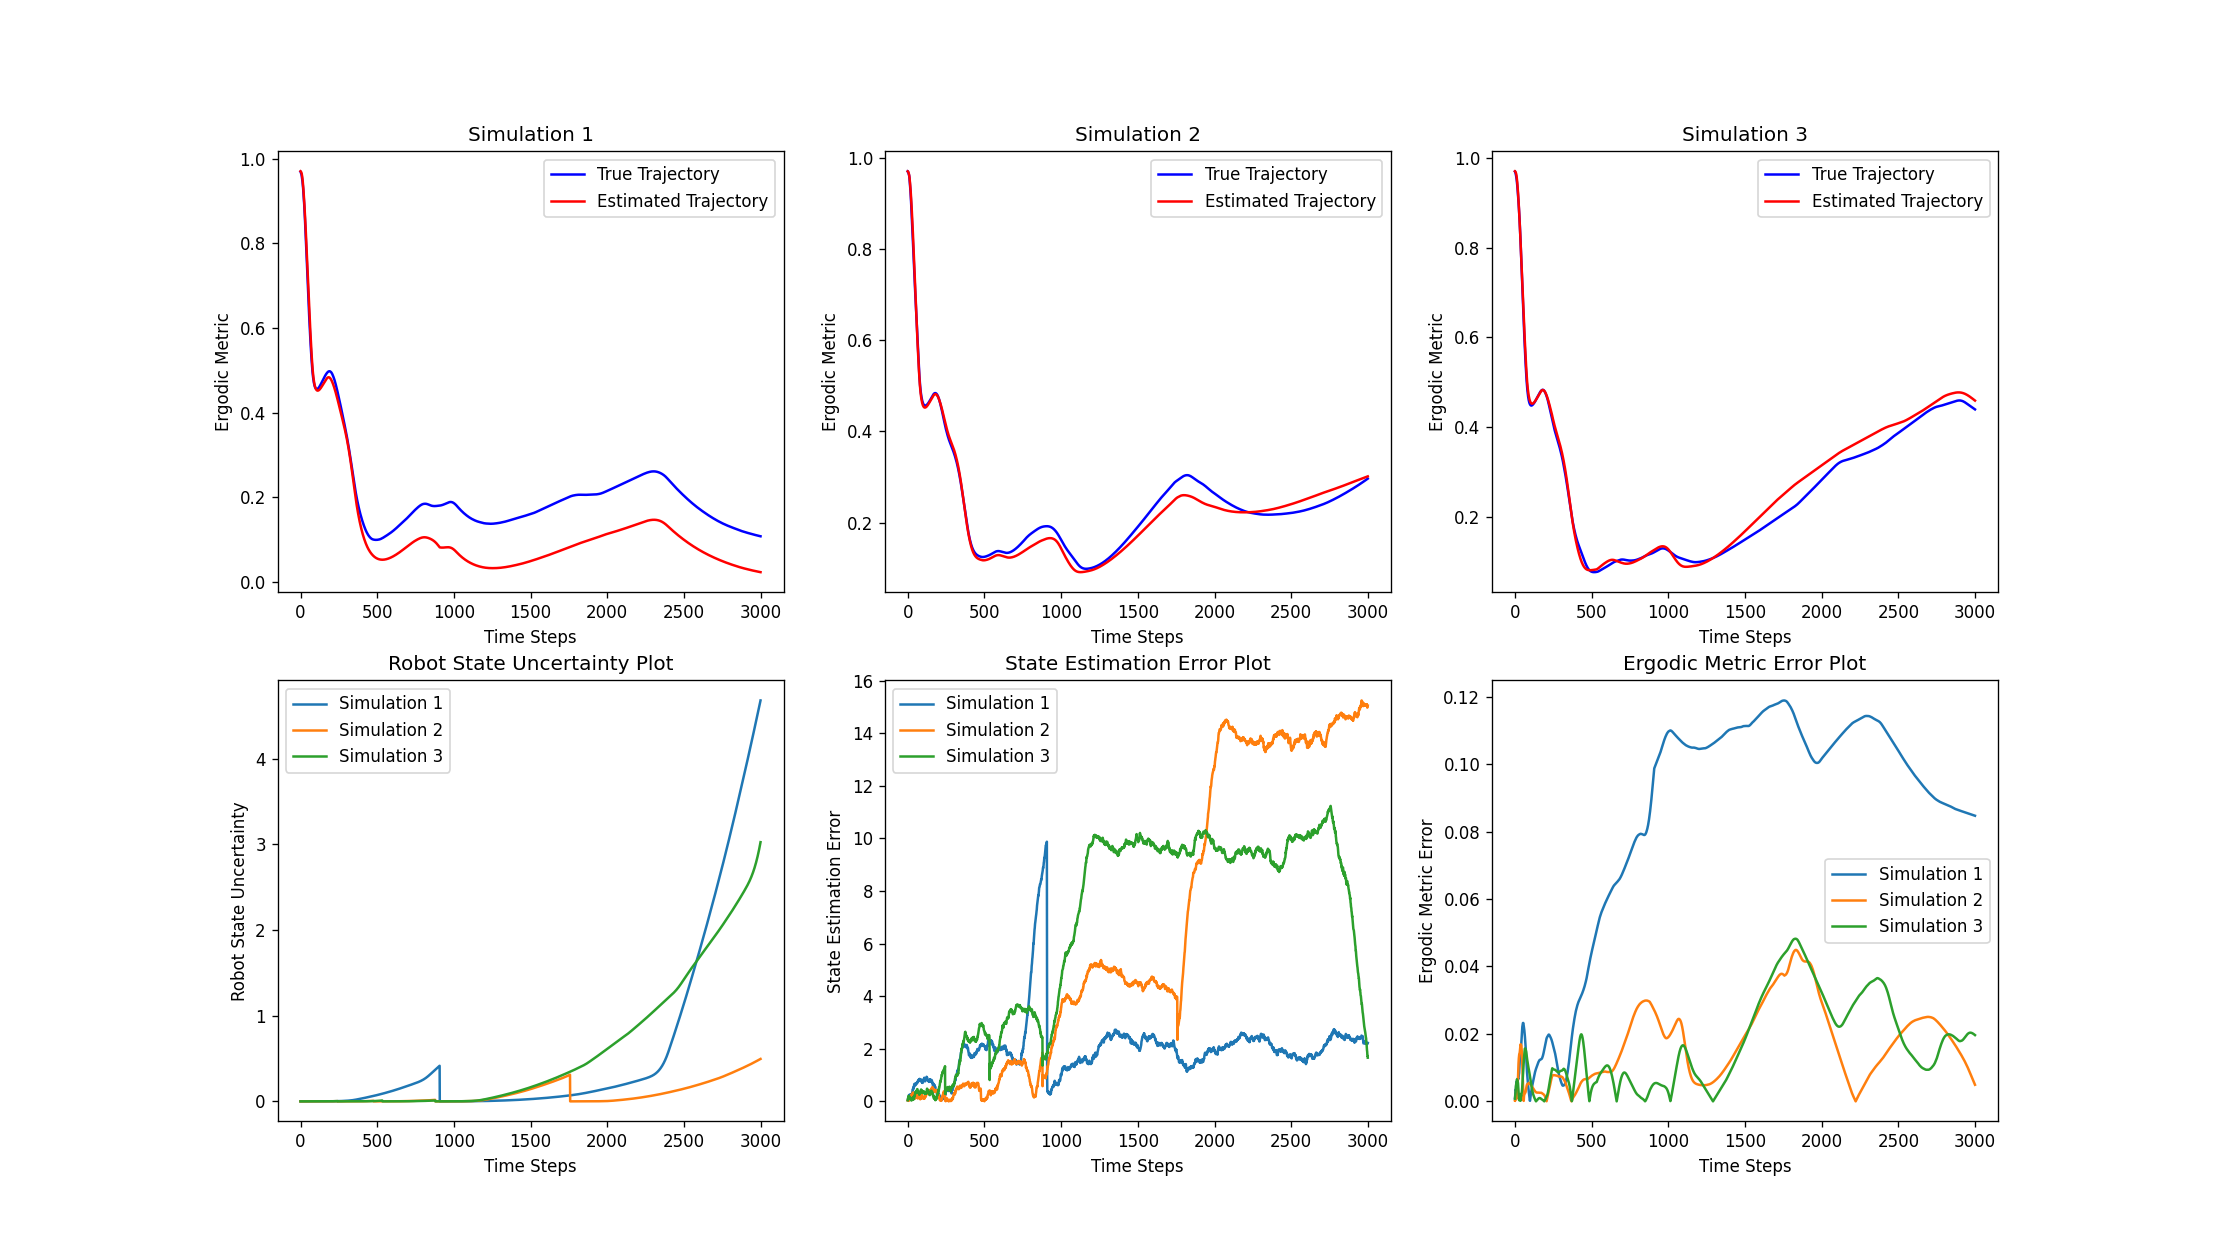 Simulation 1
Ergodic Metric
1.0
0.8
0.6
0.4
0.2
0.0
True Trajectory
Estimated Trajectory
0 500 1000 1500 2000 2500 3000
Time Steps
Simulation 2
Ergodic Metric
1.0
0.8
0.6
0.4
0.2
True Trajectory
Estimated Trajectory
0 500 1000 1500 2000 2500 3000
Time Steps
Simulation 3
Ergodic Metric
1.0
0.8
0.6
0.4
0.2
True Trajectory
Estimated Trajectory
0 500 1000 1500 2000 2500 3000
Time Steps
Robot State Uncertainty Plot
Robot State Uncertainty
4
3
2
1
0
Simulation 1
Simulation 2
Simulation 3
0 500 1000 1500 2000 2500 3000
Time Steps
State Estimation Error Plot
State Estimation Error
16
14
12
10
8
6
4
2
0
Simulation 1
Simulation 2
Simulation 3
0 500 1000 1500 2000 2500 3000
Time Steps
Ergodic Metric Error Plot
Ergodic Metric Error
0.12
0.10
0.08
0.06
0.04
0.02
0.00
Simulation 1
Simulation 2
Simulation 3
0 500 1000 1500 2000 2500 3000
Time Steps